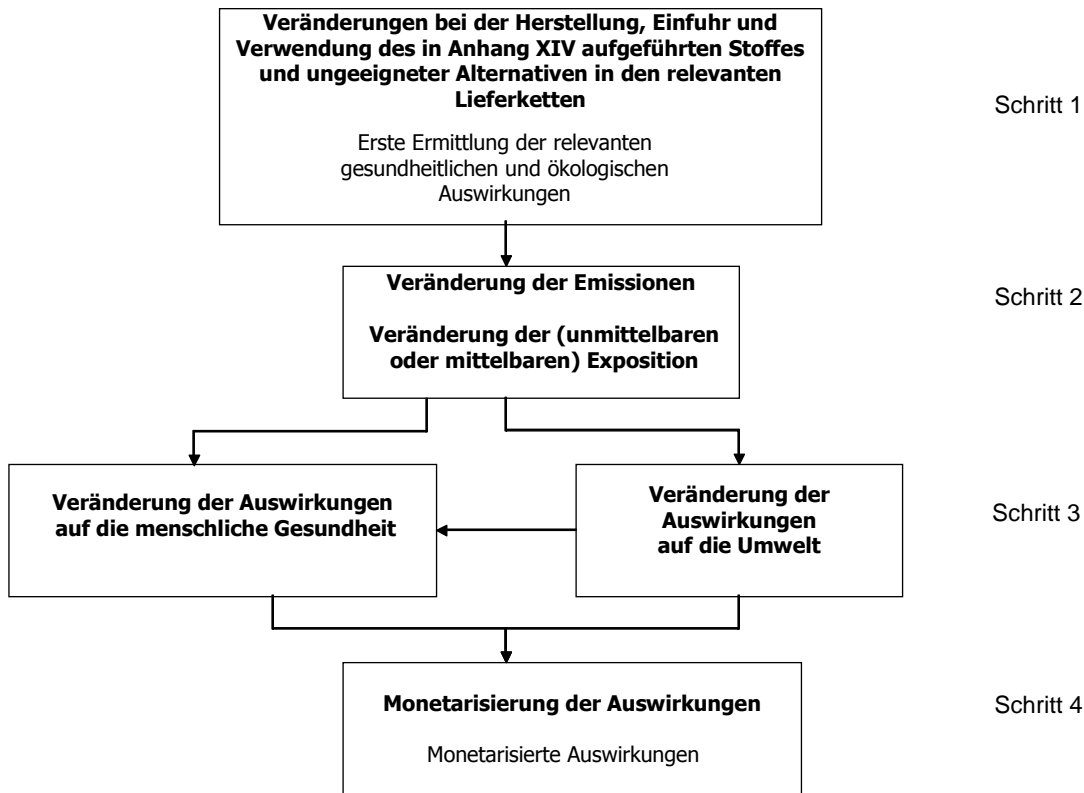 Veränderungen bei der Herstellung, Einfuhr und
Verwendung des in Anhang XIV aufgeführten Stoffes
und ungeeigneter Alternativen in den relevanten
Lieferketten
Erste Ermittlung der relevanten
gesundheitlichen und ökologischen
Auswirkungen
Schritt 1
Veränderung der Emissionen
Veränderung der (unmittelbaren
oder mittelbaren) Exposition
Schritt 2
Veränderung der Auswirkungen
auf die menschliche Gesundheit
Veränderung der
Auswirkungen
auf die Umwelt
Schritt 3
Monetarisierung der Auswirkungen
Monetarisierte Auswirkungen
Schritt 4